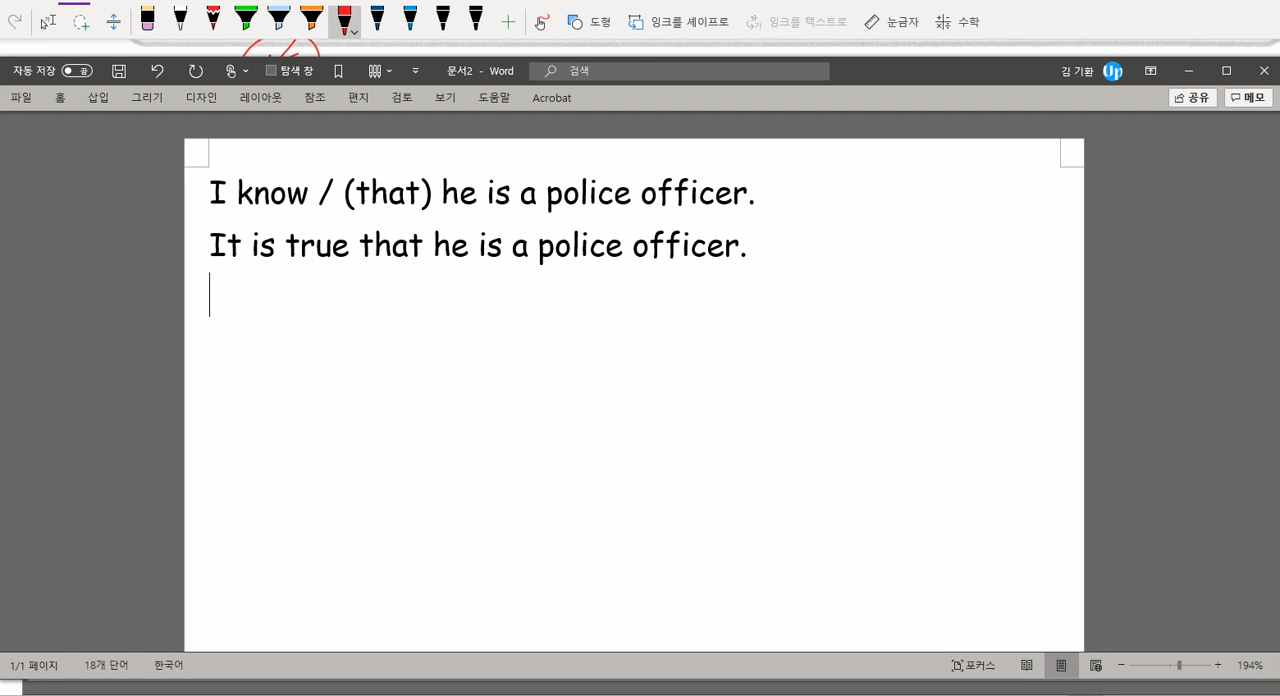 도형 잉크를 셰이프로 잉크를 텍스트로 눈금자 수학
자동 저장 끔 탐색 창 문서2 - Word 검색 김 기환 Up
파일 홈 삽입 그리기 디자인 레이아웃 참조 편지 검토 보기 도움말 Acrobat 공유 메모
I know / (that) he is a police officer.
It is true that he is a police officer.
1/1 페이지 18개 단어 한국어 포커스 194%